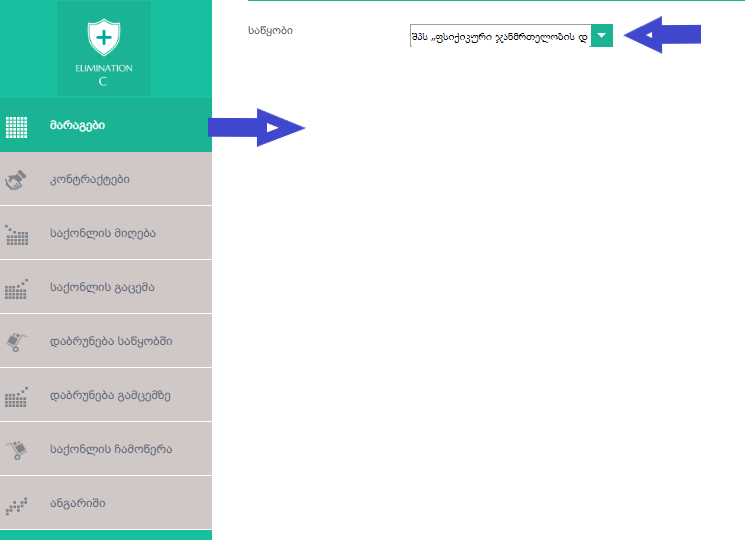 ELIMINATION
C
საწყობი
შპს „ფსიქიკური ჯანმრთელობის დ
მარაგები
კონტრაქტები
საქონლის მიღება
საქონლის გაცემა
დაბრუნება საწყობში
დაბრუნება გამცემზე
საქონლის ჩამოწერა
ანგარიში